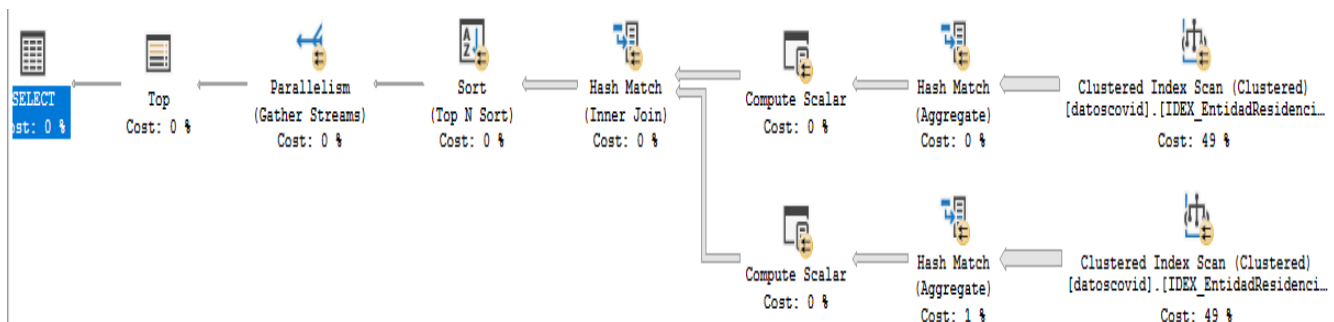 SELECT
ost: 0 %
Top
Cost: 0 %
Parallelism
(Gather Streams)
Cost: 0 %
Sort
(Top N Sort)
Cost: 0 %
Hash Match
(Inner Join)
Cost: 0 %
Compute Scalar
Cost: 0 %
Hash Match
(Aggregate)
Cost: 0 %
Clustered Index Scan (Clustered)
[datoscovid].[IDEX_EntidadResidenci…
Cost: 49 %
Compute Scalar
Cost: 0 %
Hash Match
(Aggregate)
Cost: 1 %
Clustered Index Scan (Clustered)
[datoscovid].[IDEX_EntidadResidenci…
Cost: 49 %